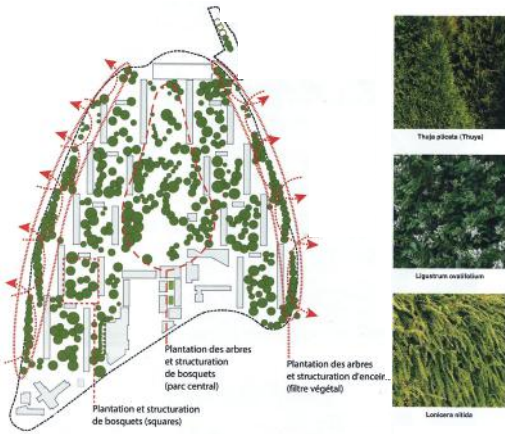 Thuja plicata (Thuya)
Ligustrum ovalifolium
Plantation des arbres
et structuration
de bosquets
(parc central)
Plantation des arbres
et structuration d'encein...
(filtre végétal)
Plantation et structuration
de bosquets (squares)
Lonicera nitida